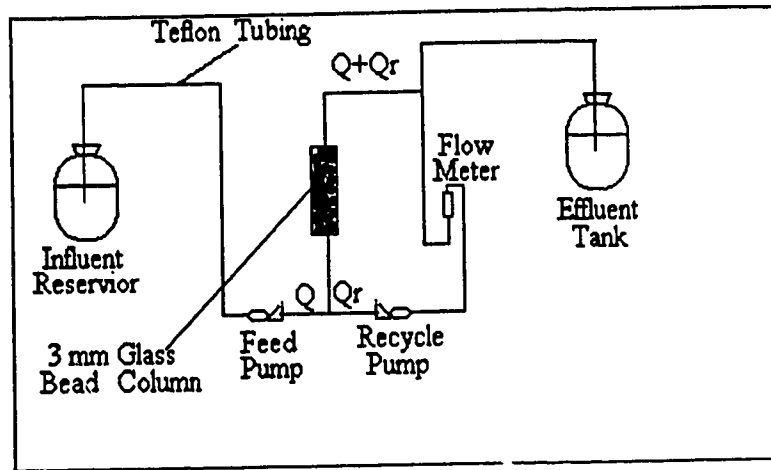 Teflon Tubing
Q+Qr
Flow
Meter
Influent
Reservior
Effluent
Tank
Q
Qr
3 mm Glass
Bead Column
Feed
Pump
Recycle
Pump